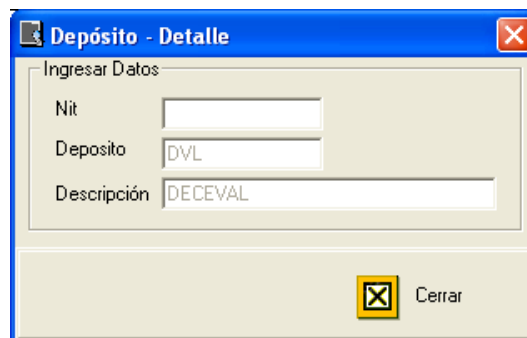 Depósito - Detalle
Ingresar Datos
Nit
Deposito DVL
Descripción DECEVAL
Cerrar